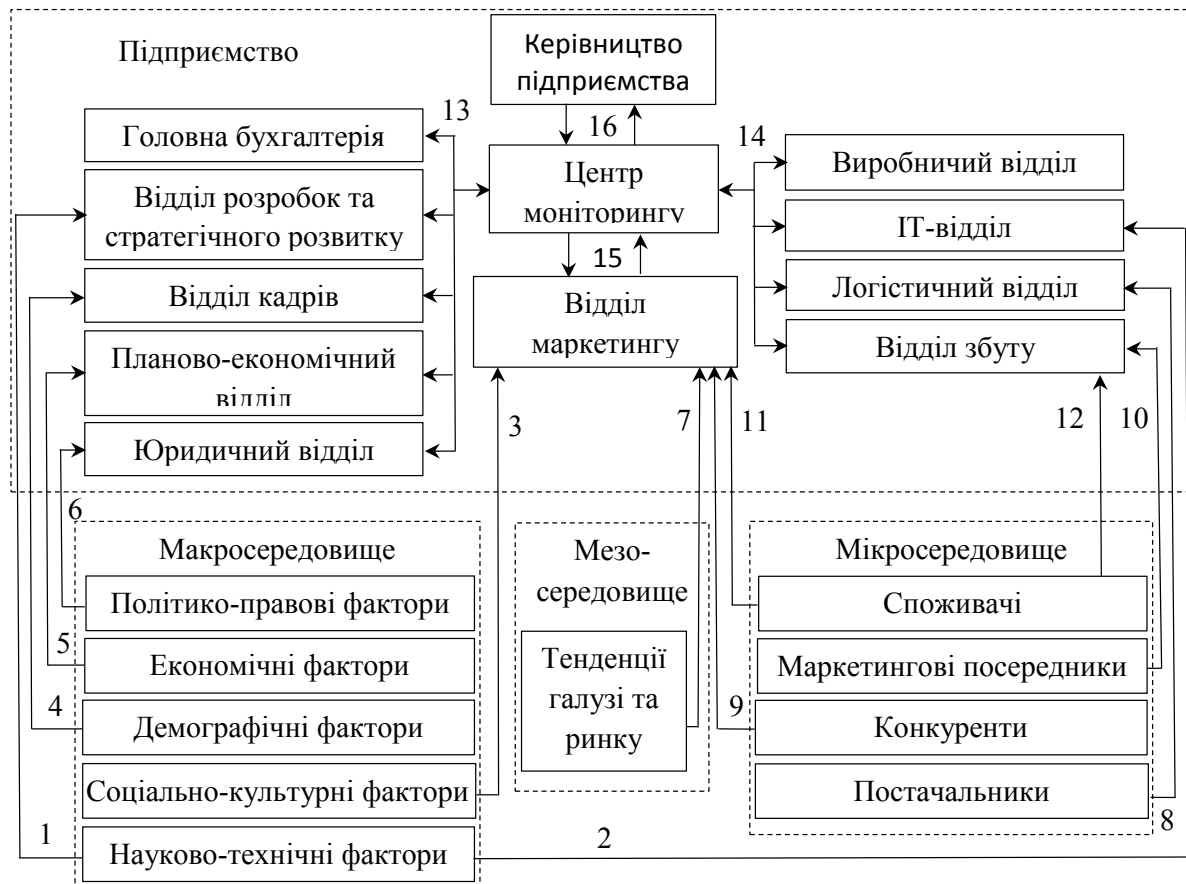 Підприємство
Керівництво
підприємства
13
16
14
Головна бухгалтерія
Відділ розробок та
стратегічного розвитку
Відділ кадрів
Планово-економічний
відділ
Юридичний відділ
Центр
моніторингу
15
Відділ
маркетингу
Виробничий відділ
ІТ-відділ
Логістичний відділ
Відділ збуту
3
7
11
12
10
6
Макросередовище
Політико-правові фактори
5
Економічні фактори
4
Демографічні фактори
Соціально-культурні фактори
1
Науково-технічні фактори
2
Мезо-
середовище
Тенденції
галузі та
ринку
Мікросередовище
Споживачі
Маркетингові посередники
9
Конкуренти
Постачальники
8